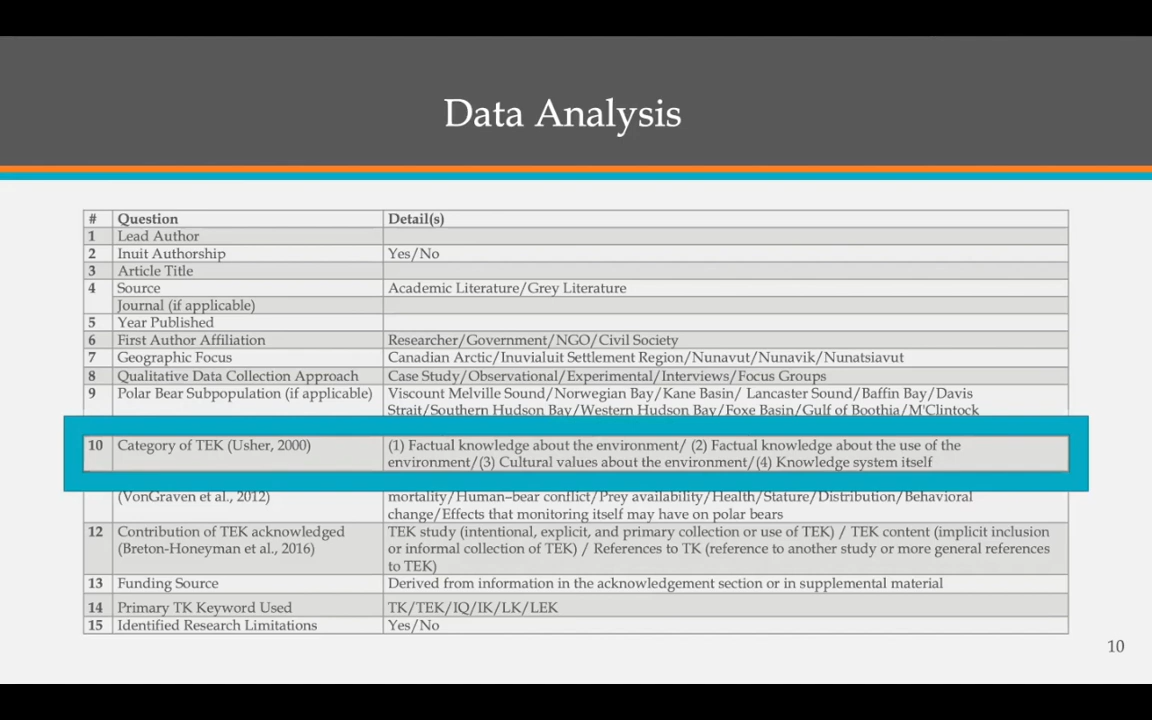 Data Analysis
# Question Detail(s)
1 Lead Author
2 Inuit Authorship Yes/No
3 Article Title
4 Source Academic Literature/Grey Literature
Journal (if applicable)
5 Year Published
6 First Author Affiliation Researcher/Government/NGO/Civil Society
7 Geographic Focus Canadian Arctic/Inuvialuit Settlement Region/Nunavut/Nunavik/Nunatsiavut
8 Qualitative Data Collection Approach Case Study/Observational/Experimental/Interviews/Focus Groups
9 Polar Bear Subpopulation (if applicable) Viscount Melville Sound/Norwegian Bay/Kane Basin/ Lancaster Sound/Baffin Bay/Davis
Strait/Southern Hudson Bay/Western Hudson Bay/Foxe Basin/Gulf of Boothia/M'Clintock
10 Category of TEK (Usher, 2000) (1) Factual knowledge about the environment/ (2) Factual knowledge about the use of the
environment/(3) Cultural values about the environment/(4) Knowledge system itself
(VonGraven et al., 2012) mortality/Human–bear conflict/Prey availability/Health/Stature/Distribution/Behavioral
change/Effects that monitoring itself may have on polar bears
12 Contribution of TEK acknowledged TEK study (intentional, explicit, and primary collection or use of TEK) / TEK content (implicit inclusion
(Breton-Honeyman et al., 2016) or informal collection of TEK) / References to TK (reference to another study or more general references
to TEK)
13 Funding Source Derived from information in the acknowledgement section or in supplemental material
14 Primary TK Keyword Used TK/TEK/IQ/IK/LK/LEK
15 Identified Research Limitations Yes/No
10